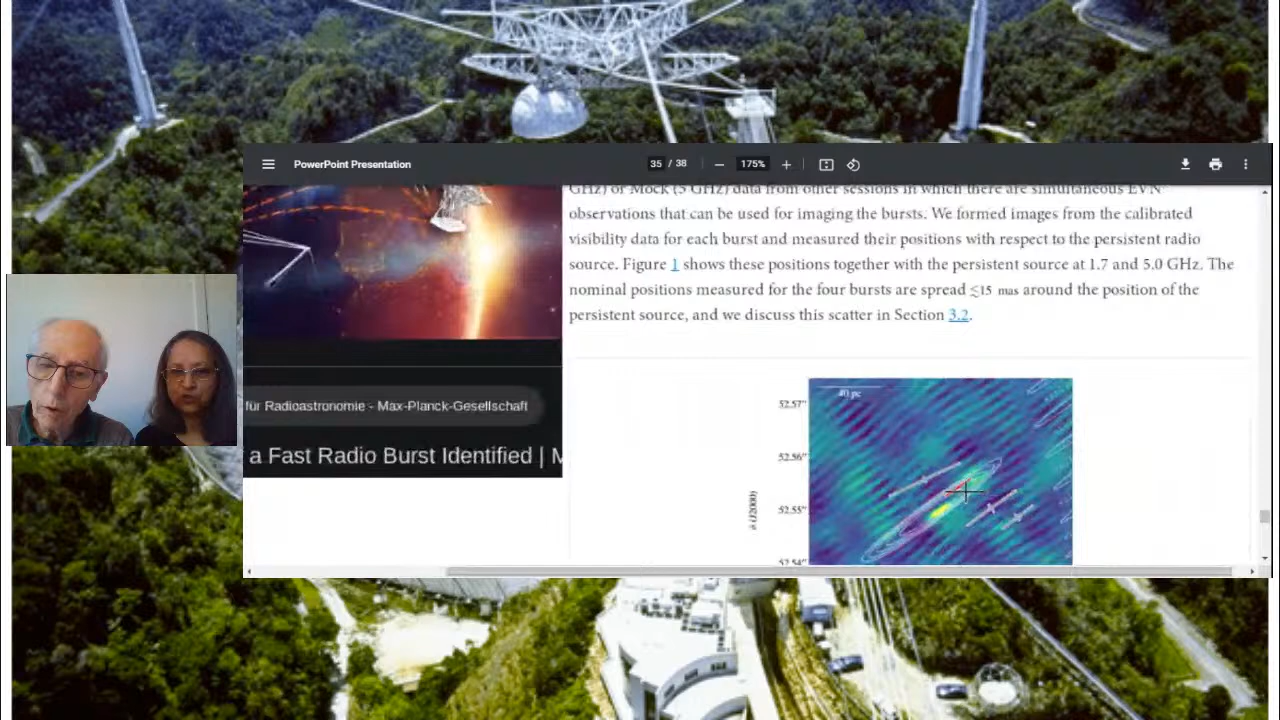 PowerPoint Presentation
35 / 38
175%
GHz) or Mock (5 GHz) data from other sessions in which there are simultaneous EVN
observations that can be used for imaging the bursts. We formed images from the calibrated
visibility data for each burst and measured their positions with respect to the persistent radio
source. Figure 1 shows these positions together with the persistent source at 1.7 and 5.0 GHz. The
nominal positions measured for the four bursts are spread ≲15 mas around the position of the
persistent source, and we discuss this scatter in Section 3.2.
für Radioastronomie - Max-Planck-Gesellschaft
a Fast Radio Burst Identified |
40 pc
52.57"
52.56"
52.55"
52.54"
(J2000)